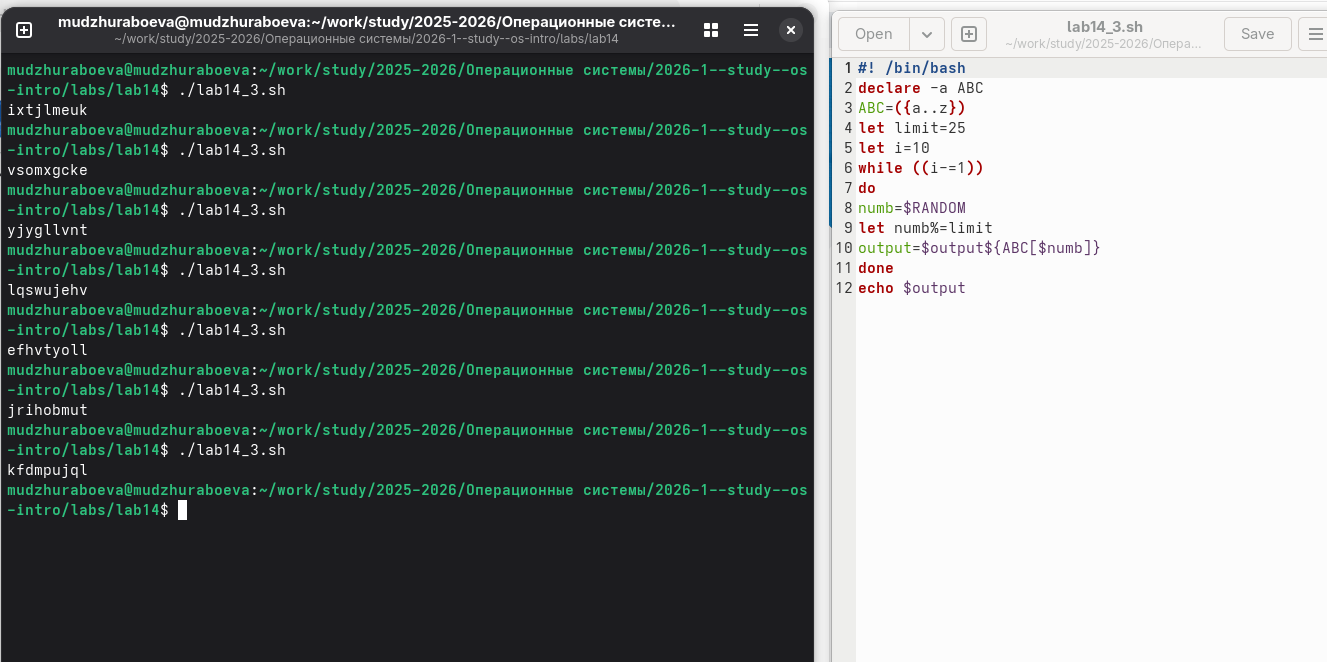 mudzhuraboeva@mudzhuraboeva:~/work/study/2025-2026/Операционные систе...
~/work/study/2025-2026/Операционные системы/2026-1--study--os-intro/labs/lab14
mudzhuraboeva@mudzhuraboeva:~/work/study/2025-2026/Операционные системы/2026-1--study--os
-intro/labs/lab14$ ./lab14_3.sh
ixtjlmeuk
mudzhuraboeva@mudzhuraboeva:~/work/study/2025-2026/Операционные системы/2026-1--study--os
-intro/labs/lab14$ ./lab14_3.sh
vsomxgcke
mudzhuraboeva@mudzhuraboeva:~/work/study/2025-2026/Операционные системы/2026-1--study--os
-intro/labs/lab14$ ./lab14_3.sh
yjygllvnt
mudzhuraboeva@mudzhuraboeva:~/work/study/2025-2026/Операционные системы/2026-1--study--os
-intro/labs/lab14$ ./lab14_3.sh
lqswujehv
mudzhuraboeva@mudzhuraboeva:~/work/study/2025-2026/Операционные системы/2026-1--study--os
-intro/labs/lab14$ ./lab14_3.sh
efhvtyoll
mudzhuraboeva@mudzhuraboeva:~/work/study/2025-2026/Операционные системы/2026-1--study--os
-intro/labs/lab14$ ./lab14_3.sh
jrihobmut
mudzhuraboeva@mudzhuraboeva:~/work/study/2025-2026/Операционные системы/2026-1--study--os
-intro/labs/lab14$ ./lab14_3.sh
kfdmpujql
mudzhuraboeva@mudzhuraboeva:~/work/study/2025-2026/Операционные системы/2026-1--study--os
-intro/labs/lab14$
Open
lab14_3.sh
~/work/study/2025-2026/Опера...
Save
1 #! /bin/bash
2 declare -a ABC
3 ABC=({a..z})
4 let limit=25
5 let i=10
6 while ((i-=1))
7 do
8 numb=$RANDOM
9 let numb%=limit
10 output=$output${ABC[$numb]}
11 done
12 echo $output